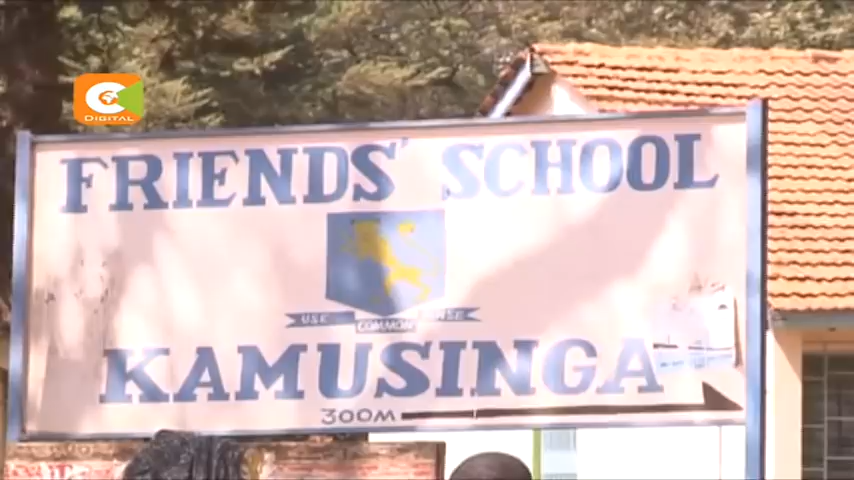 C
DIGITAL
FRIENDS' SCHOOL
USE COMMON SENSE
KAMUSINGA
300M